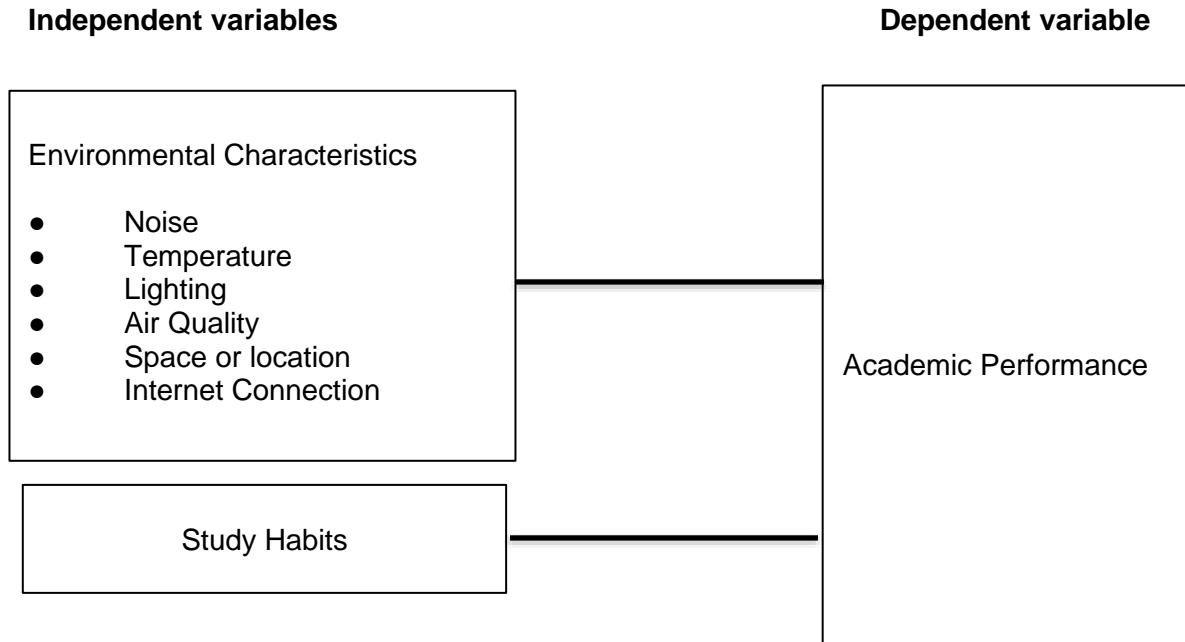 Independent variables
Dependent variable
Environmental Characteristics
● Noise
● Temperature
● Lighting
● Air Quality
● Space or location
● Internet Connection
Academic Performance
Study Habits